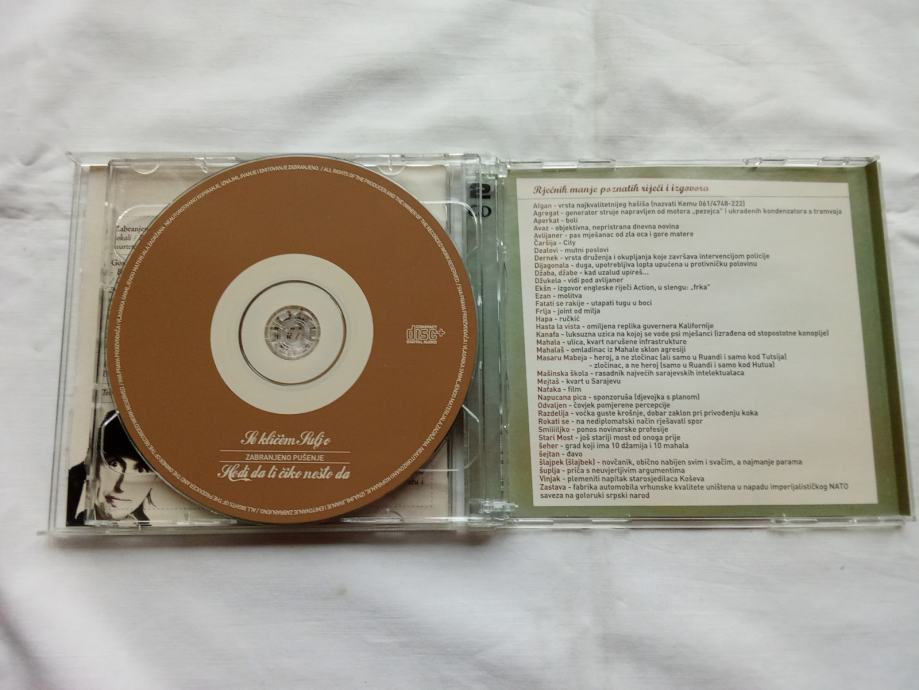 Zabranjen
2
CD
COMPACT
disc+
DIGITAL AUDIO
Se kličem Suljo
ZABRANJENO PUŠENJE
Hodi da ti čiko nešto da
Rječnik manje poznatih riječi i izgovora
Algan - vrsta najkvalitetnijeg hašiša (nazvati Kemu 061/4748-222)
Agregat - generator struje napravljen od motora „pezejca" i ukradenih kondenzatora s tramvaja
Aperkat - boli
Avaz - objektivna, nepristrana dnevna novina
Avlijaner - pas mješanac od zla oca i gore matere
Čaršija - City
Dealovi - mutni poslovi
Dernek - vrsta druženja i okupljanja koje završava intervencijom policije
Dijagonala - duga, upotrebljiva lopta upućena u protivničku polovinu
Džaba, džabe - kad uzalud upireš...
Džukela - vidi pod avlijaner
Ekšn - izgovor engleske riječi Action, u slengu: „frka"
Ezan - molitva
Fatati se rakije - utapati tugu u boci
Frlja - joint od milja
Hapa - ručkić
Hasta la vista - omiljena replika guvernera Kalifornije
Kanafa - luksuzna uzica na kojoj se vode psi mješanci (izrađena od stopostotne konoplje)
Mahala - ulica, kvart narušene infrastrukture
Mahalaš - omladinac iz Mahale sklon agresiji
Masaru Mabeja - heroj, a ne zločinac (ali samo u Ruandi i samo kod Tutsija)
- zločinac, a ne heroj (samo u Ruandi i samo kod Hutua)
Mašinska škola - rasadnik najvećih sarajevskih intelektualaca
Mejtaš - kvart u Sarajevu
Nafaka - film
Napucana pica - sponzoruša (djevojka s planom)
Odvaljen - čovjek pomjerene percepcije
Razdelija - voćka guste krošnje, dobar zaklon pri privođenju koka
Rokati se - na nediplomatski način rješavati spor
Smiiiiljko - ponos novinarske profesije
Stari Most - još stariji most od onoga prije
šeher - grad koji ima 10 džamija i 10 mahala
šejtan - đavo
šlajpek (šlajbek) - novčanik, obično nabijen svim i svačim, a najmanje parama
šuplja - priča s neuvjerljivim argumentima
Vinjak - plemeniti napitak starosjedilaca Koševa
Zastava - fabrika automobila vrhunske kvalitete uništena u napadu imperijalističkog NATO
saveza na goloruki srpski narod